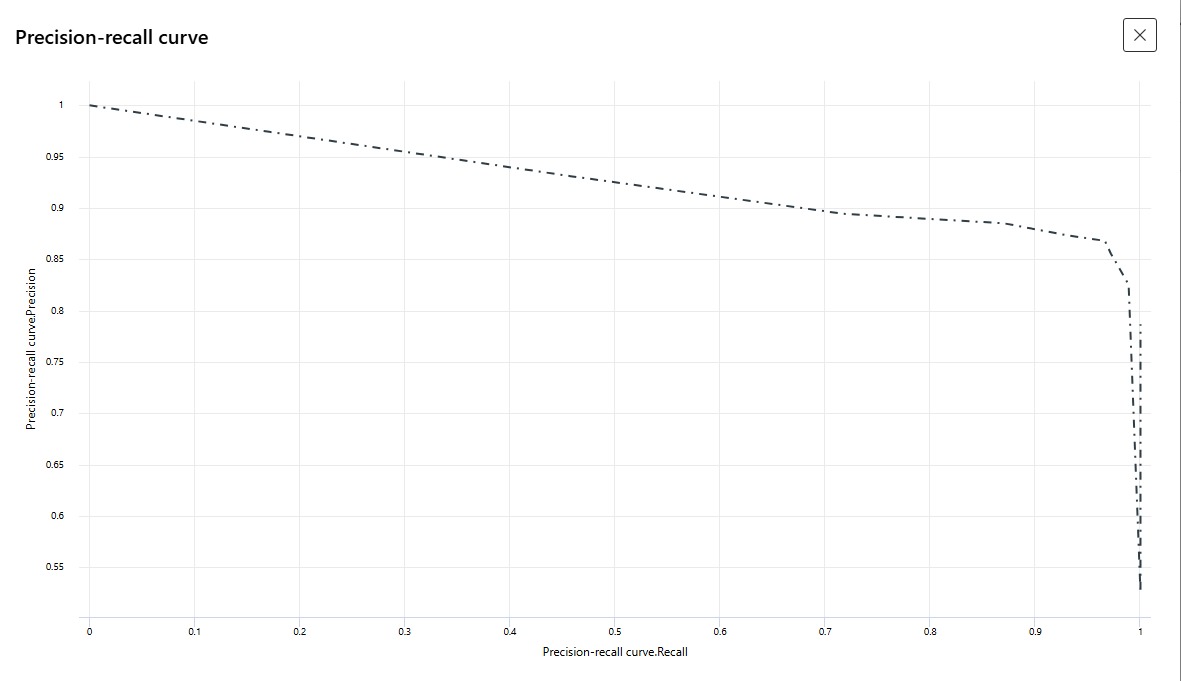 Precision-recall curve
1
0.95
0.9
0.85
0.8
0.75
0.7
0.65
0.6
0.55
Precision-recall curve.Precision
0 0.1 0.2 0.3 0.4 0.5 0.6 0.7 0.8 0.9 1
Precision-recall curve.Recall